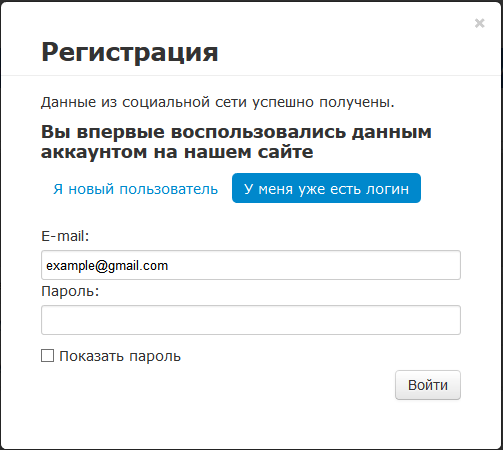 ×
Регистрация
Данные из социальной сети успешно получены.
Вы впервые воспользовались данным
аккаунтом на нашем сайте
Я новый пользователь У меня уже есть логин
E-mail:
example@gmail.com
Пароль:
Показать пароль
Войти